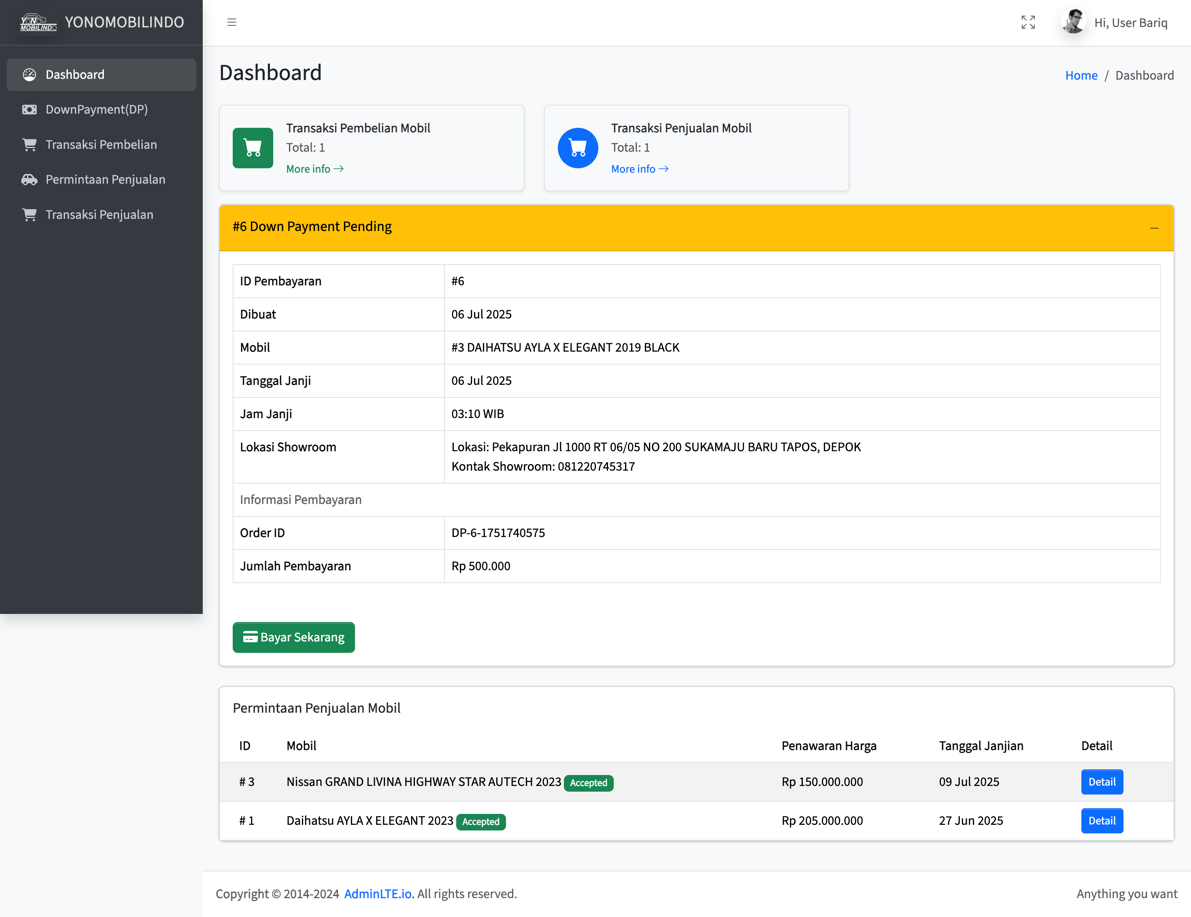 YON
MOBILINDO
YONOMOBILINDO
Hi, User Bariq
Dashboard
DownPayment(DP)
Transaksi Pembelian
Permintaan Penjualan
Transaksi Penjualan
Dashboard
Home / Dashboard
Transaksi Pembelian Mobil
Total: 1
More info →
Transaksi Penjualan Mobil
Total: 1
More info →
#6 Down Payment Pending
ID Pembayaran #6
Dibuat 06 Jul 2025
Mobil #3 DAIHATSU AYLA X ELEGANT 2019 BLACK
Tanggal Janji 06 Jul 2025
Jam Janji 03:10 WIB
Lokasi Showroom Lokasi: Pekapuran Jl 1000 RT 06/05 NO 200 SUKAMAJU BARU TAPOS, DEPOK
Kontak Showroom: 081220745317
Informasi Pembayaran
Order ID DP-6-1751740575
Jumlah Pembayaran Rp 500.000
Bayar Sekarang
Permintaan Penjualan Mobil
ID Mobil Penawaran Harga Tanggal Janjian Detail
# 3 Nissan GRAND LIVINA HIGHWAY STAR AUTECH 2023 Accepted Rp 150.000.000 09 Jul 2025 Detail
# 1 Daihatsu AYLA X ELEGANT 2023 Accepted Rp 205.000.000 27 Jun 2025 Detail
Copyright © 2014-2024 AdminLTE.io. All rights reserved.
Anything you want